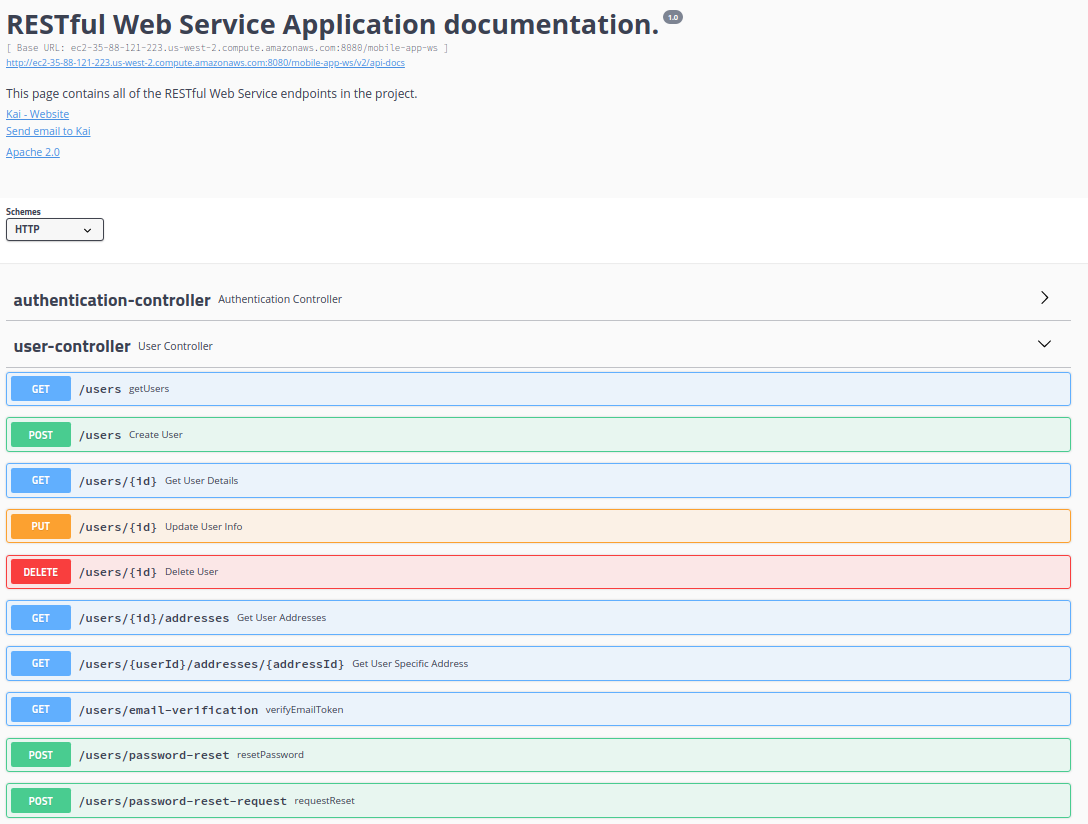 RESTful Web Service Application documentation. 1.0
[ Base URL: ec2-35-88-121-223.us-west-2.compute.amazonaws.com:8080/mobile-app-ws ]
http://ec2-35-88-121-223.us-west-2.compute.amazonaws.com:8080/mobile-app-ws/v2/api-docs
This page contains all of the RESTful Web Service endpoints in the project.
Kai - Website
Send email to Kai
Apache 2.0
Schemes
HTTP
authentication-controller Authentication Controller
user-controller User Controller
GET /users getUsers
POST /users Create User
GET /users/{id} Get User Details
PUT /users/{id} Update User Info
DELETE /users/{id} Delete User
GET /users/{id}/addresses Get User Addresses
GET /users/{userId}/addresses/{addressId} Get User Specific Address
GET /users/email-verification verifyEmailToken
POST /users/password-reset resetPassword
POST /users/password-reset-request requestReset